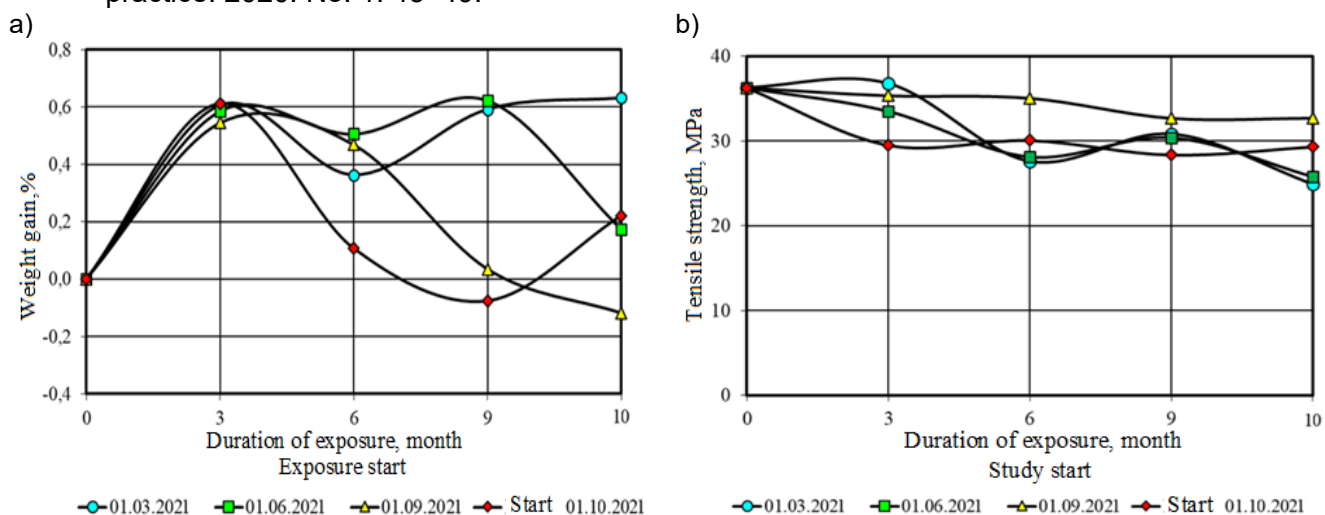 practice. 2020. No.
a)
0,8
0,6
0,4
0,2
0,0
-0,2
-0,4
Weight gain,%
0 3 6 9 10
Duration of exposure, month
Exposure start
01.03.2021 01.06.2021 01.09.2021 Start 01.10.2021
b)
40
30
20
10
0
Tensile strength, MPa
0 3 6 9 10
Duration of exposure, month
Study start
01.03.2021 01.06.2021 01.09.2021 Start 01.10.2021